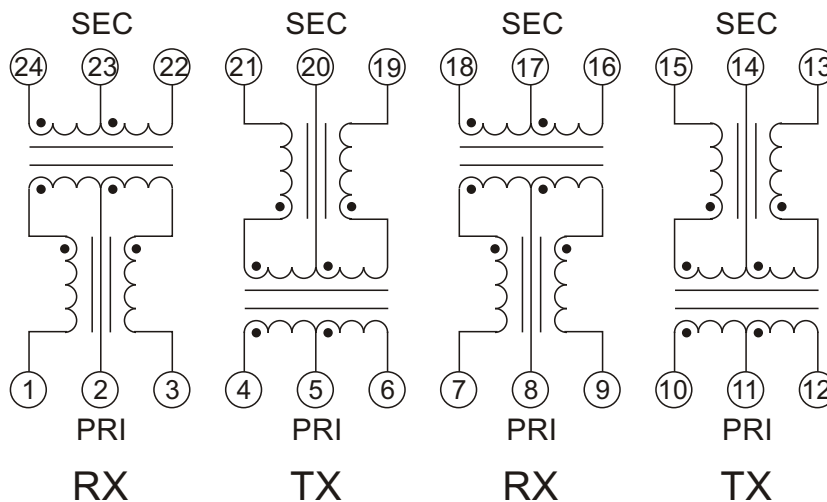 SEC SEC SEC SEC
24 23 22 21 20 19 18 17 16 15 14 13
1 2 3 4 5 6 7 8 9 10 11 12
PRI PRI PRI PRI
RX TX RX TX